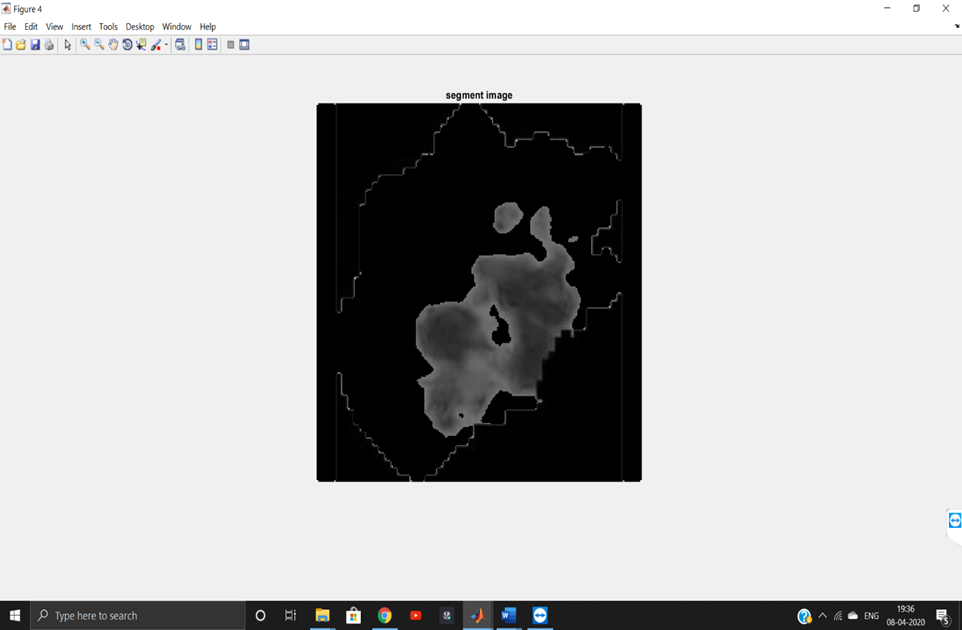 Figure 4
File Edit View Insert Tools Desktop Window Help
segment image
Type here to search
W
ENG
19:36
08-04-2020
5